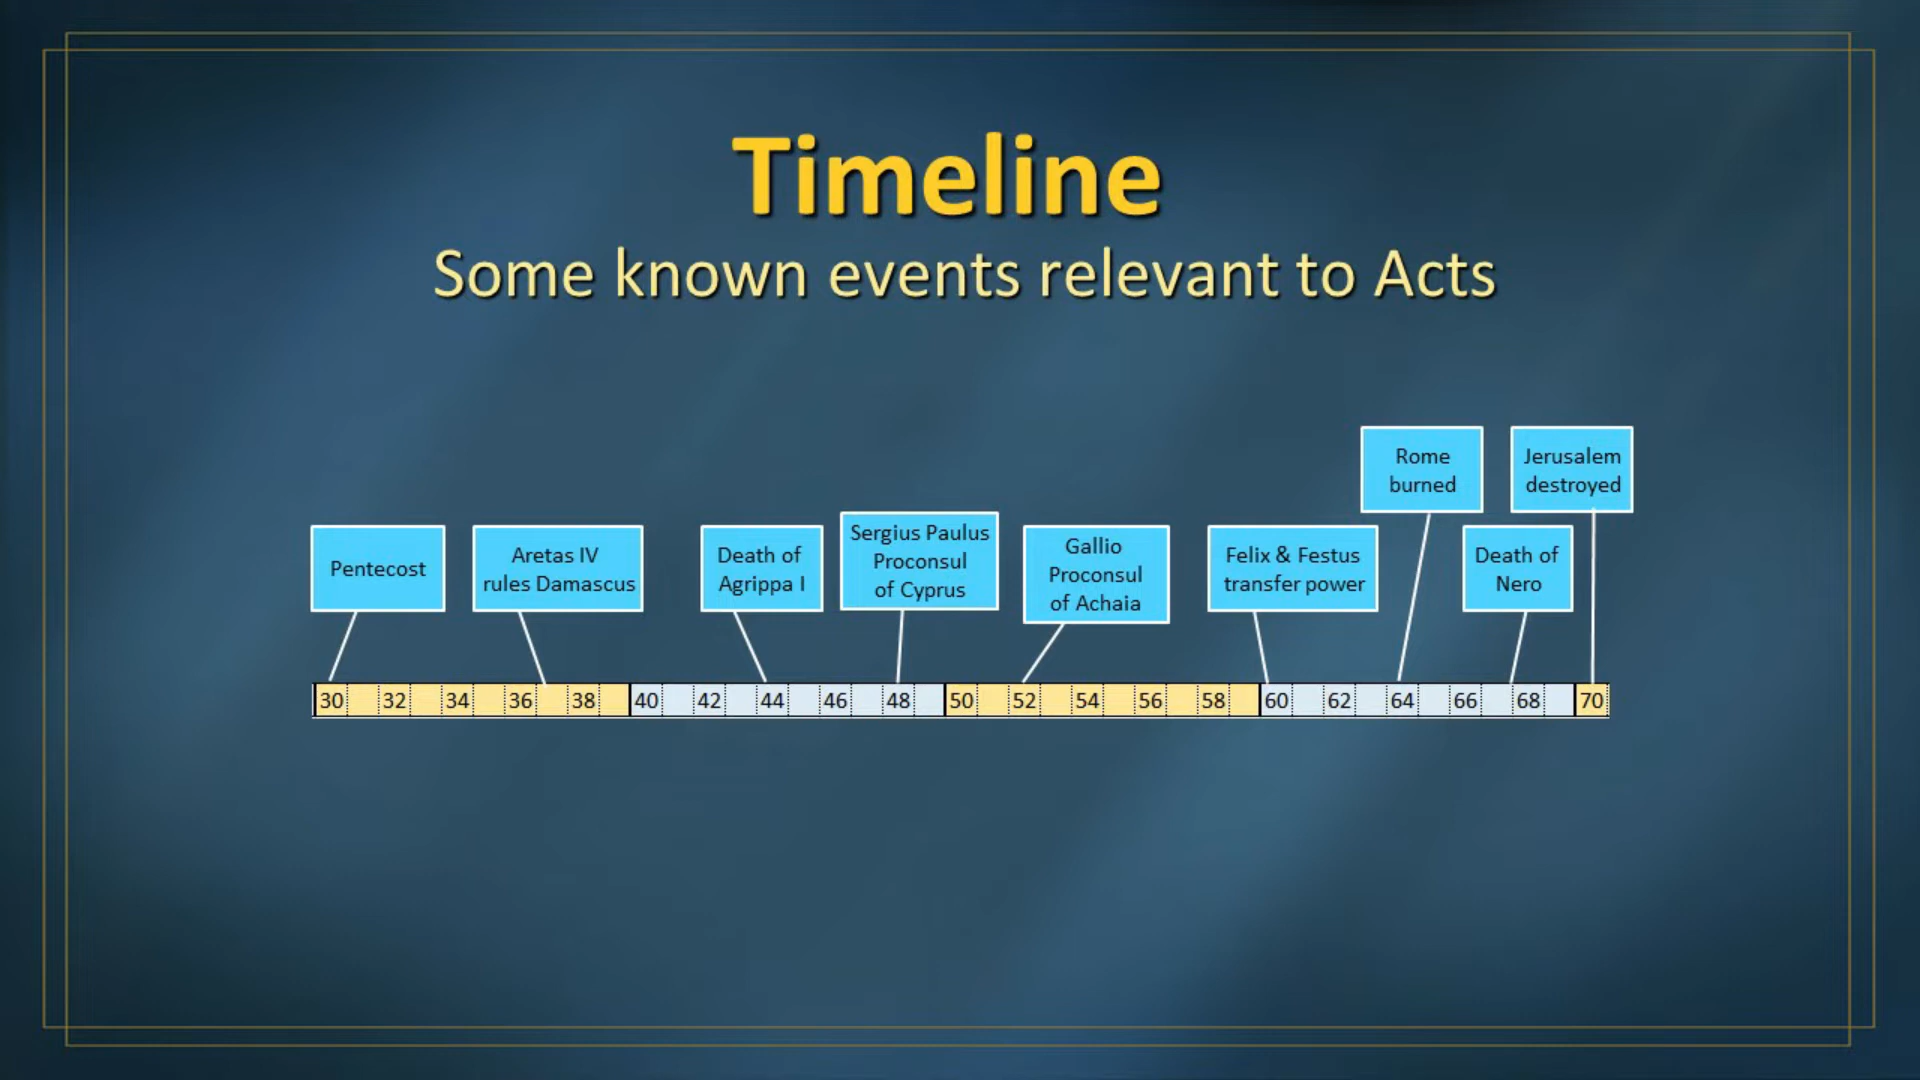 Timeline
Some known events relevant to Acts
Rome
burned
Jerusalem
destroyed
Pentecost
Aretas IV
rules Damascus
Death of
Agrippa I
Sergius Paulus
Proconsul
of Cyprus
Gallio
Proconsul
of Achaia
Felix & Festus
transfer power
Death of
Nero
30 32 34 36 38 40 42 44 46 48 50 52 54 56 58 60 62 64 66 68 70